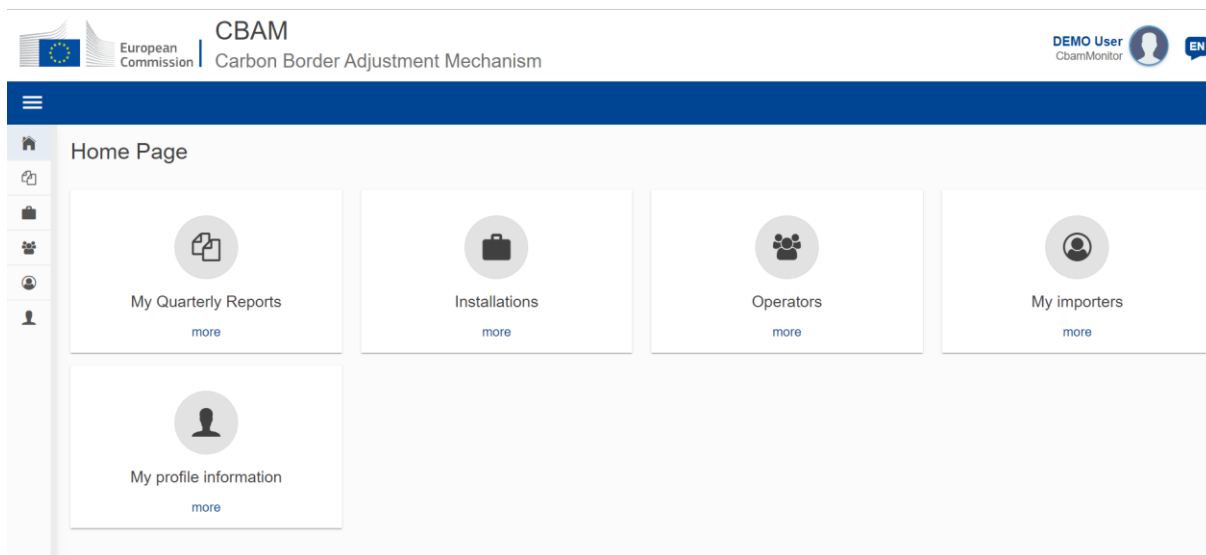 European
Commission
CBAM
Carbon Border Adjustment Mechanism
DEMO User
CbamMonitor
EN
Home Page
My Quarterly Reports
more
Installations
more
Operators
more
My importers
more
My profile information
more